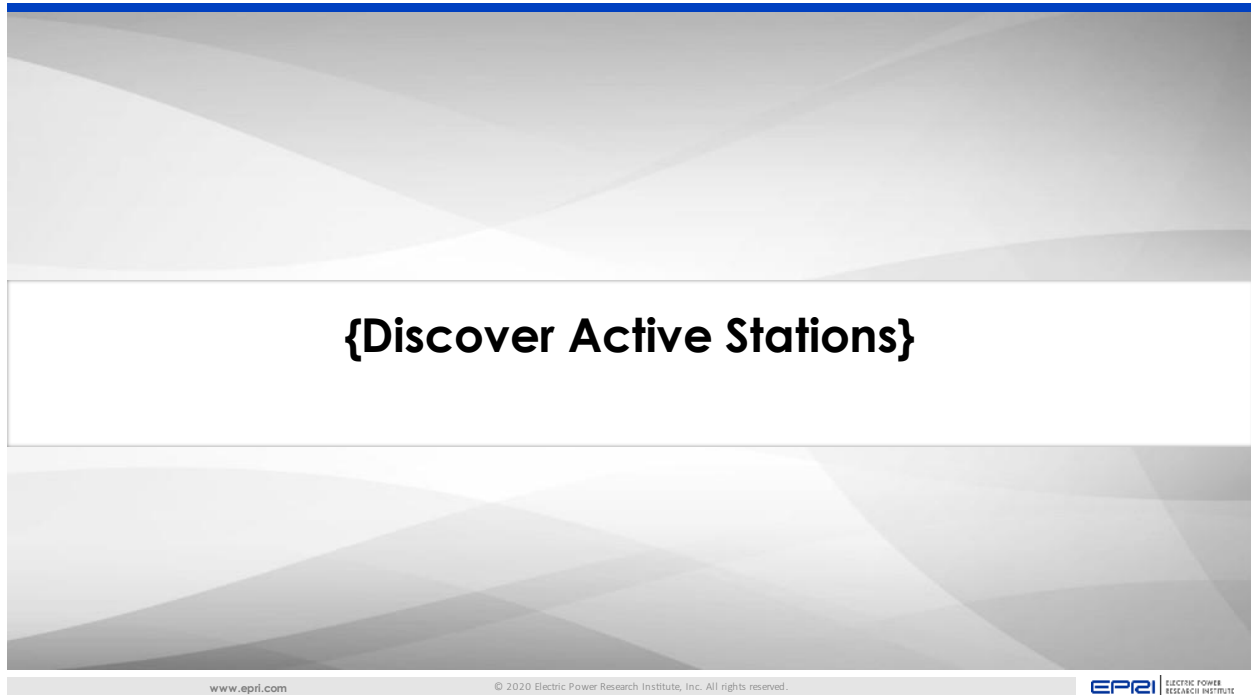 {Discover Active Stations}
www.epri.com
© 2020 Electric Power Research Institute, Inc. All rights reserved.
EPRI
ELECTRIC POWER
RESEARCH INSTITUTE